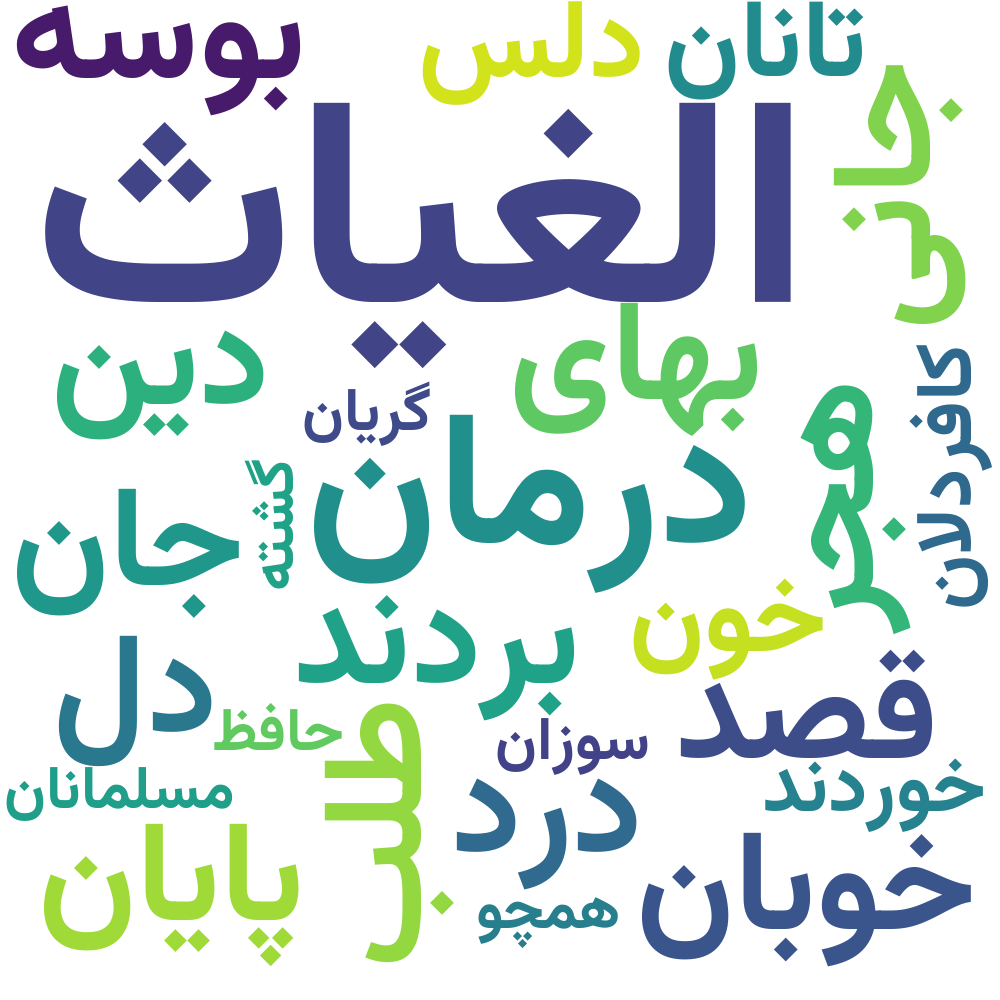 بوسه
دلس
تانان
جانی
الغیاث
دین
گریان
بهای
هجر
کافردلان
جان
گشته
درمان
بردند
خون
دل
حافظ
طلب
سوزان
قصد
مسلمانان
درد
خوردند
پایان
همچو
خوبان